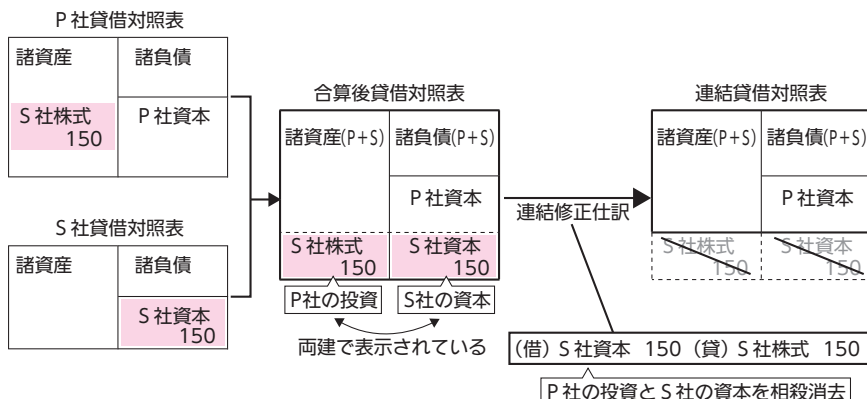 P社貸借対照表
諸資産 諸負債
S社株式 P社資本
150
S社貸借対照表
諸資産 諸負債
S社資本
150
合算後貸借対照表
諸資産(P+S) 諸負債(P+S)
P社資本
S社株式 S社資本
150 150
P社の投資 S社の資本
両建で表示されている
連結修正仕訳
連結貸借対照表
諸資産(P+S) 諸負債(P+S)
P社資本
S社株式 S社資本
150 150
(借)S社資本 150 (貸)S社株式 150
P社の投資とS社の資本を相殺消去